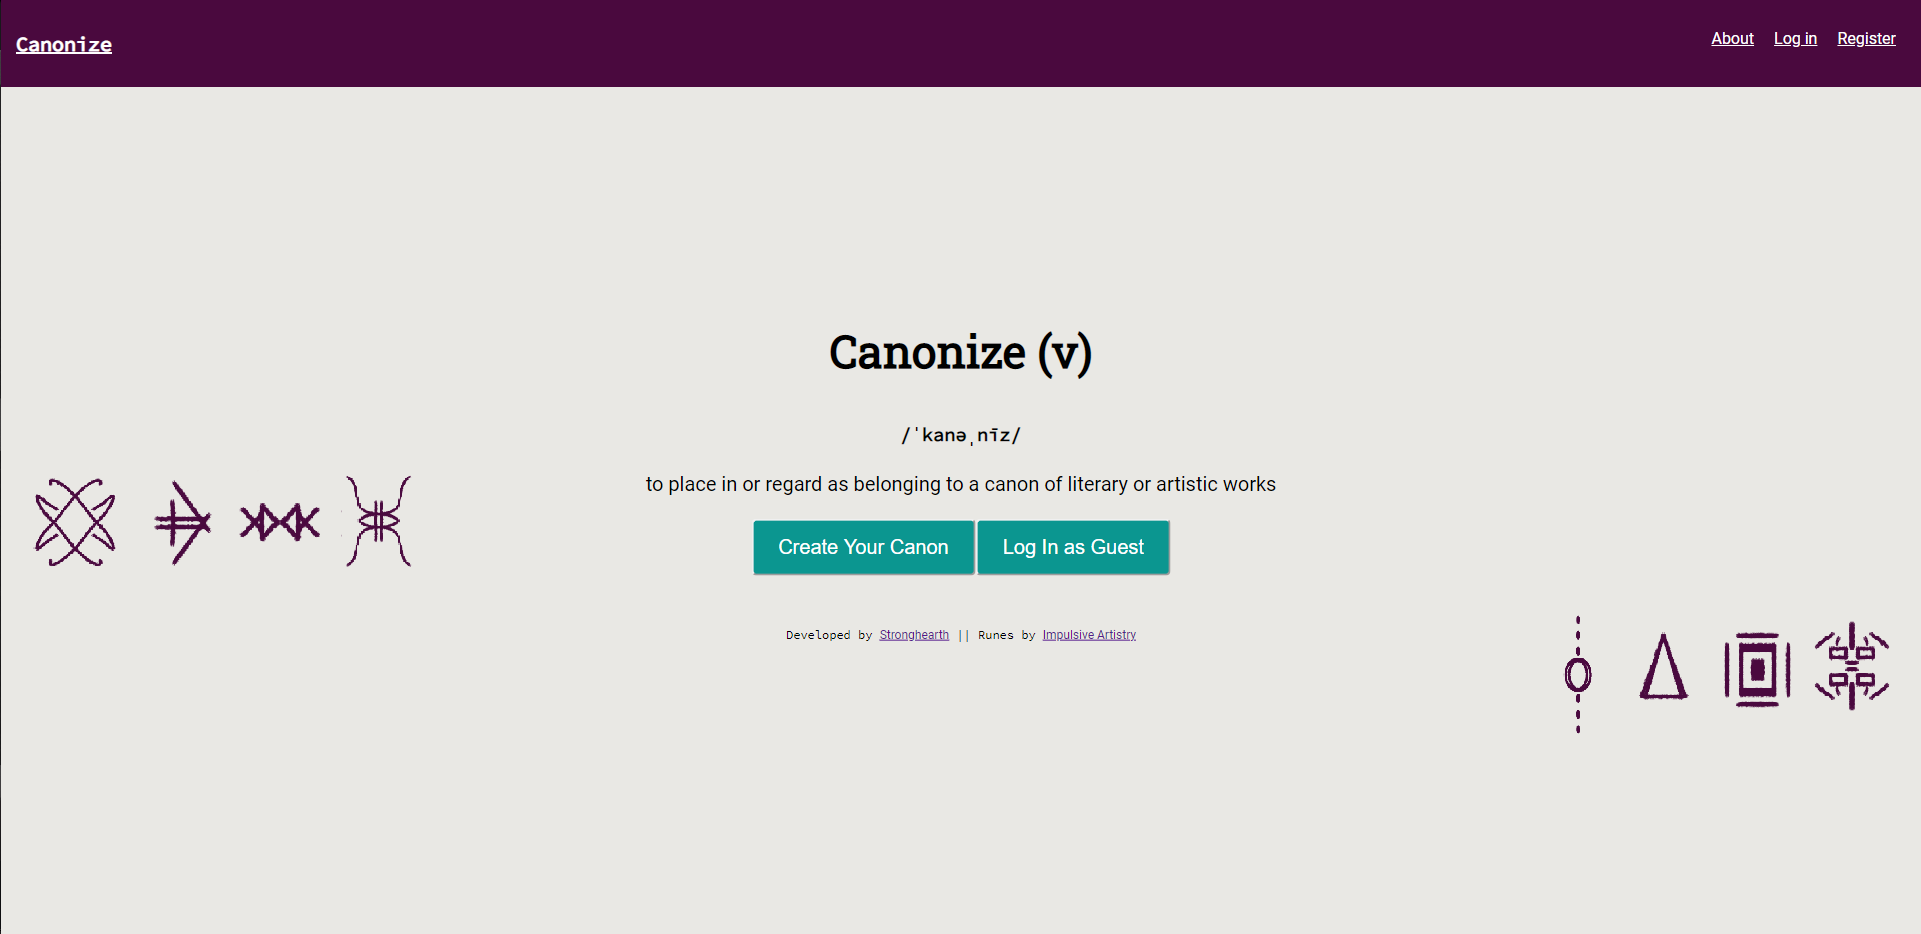 Canonize
About Log in Register
Canonize (v)
/ˈkanəˌnīz/
to place in or regard as belonging to a canon of literary or artistic works
Create Your Canon Log In as Guest
Developed by Stronghearth || Runes by Impulsive Artistry